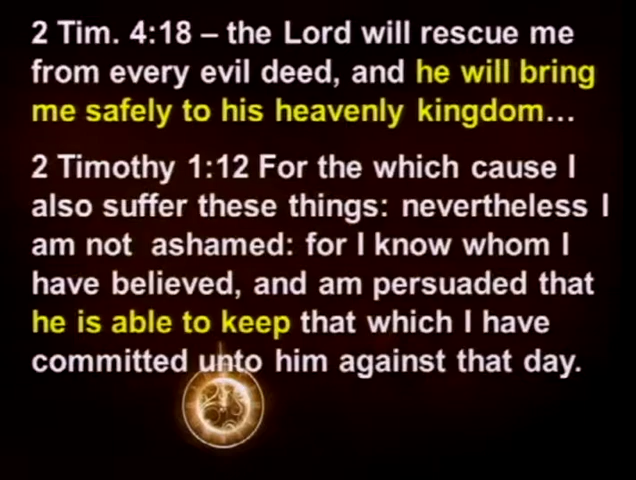 2 Tim. 4:18 – the Lord will rescue me
from every evil deed, and he will bring
me safely to his heavenly kingdom…
2 Timothy 1:12 For the which cause I
also suffer these things: nevertheless I
am not ashamed: for I know whom I
have believed, and am persuaded that
he is able to keep that which I have
committed unto him against that day.